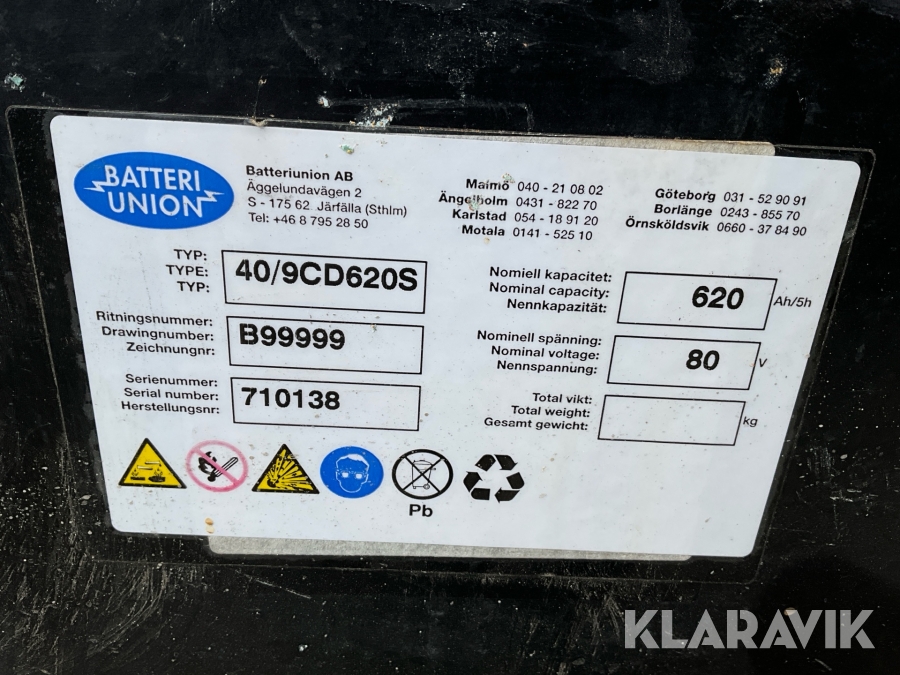 BATTERI
UNION
Batteriunion AB
Äggelundavägen 2
S - 175 62 Järfälla (Sthlm)
Tel: +46 8 795 28 50
Malmö 040 - 21 08 02
Ängelholm 0431 - 822 70
Karlstad 054 - 18 91 20
Motala 0141 - 525 10
Göteborg 031 - 52 90 91
Borlänge 0243 - 855 70
Örnsköldsvik 0660 - 37 84 90
TYP:
TYPE:
TYP:
40/9CD620S
Ritningsnummer:
Drawingnumber:
Zeichnungnr:
B99999
Serienummer:
Serial number:
Herstellungsnr:
710138
Nomiell kapacitet:
Nominal capacity:
Nennkapazität:
620 Ah/5h
Nominell spänning:
Nominal voltage:
Nennspannung:
80 V
Total vikt:
Total weight:
Gesamt gewicht:
kg
Pb
KLARAVIK